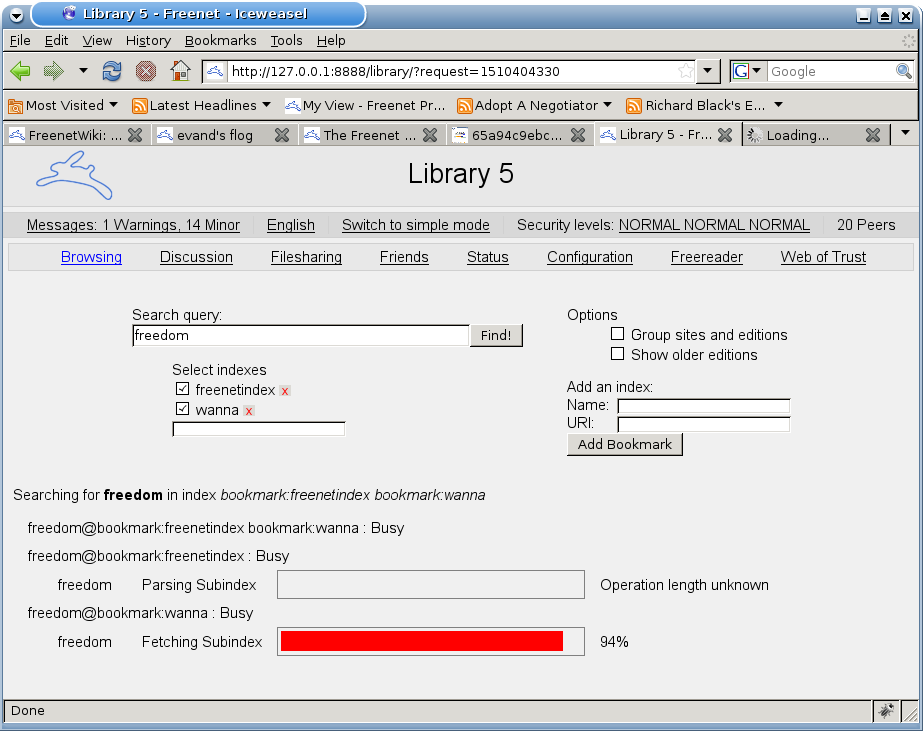 Library 5 - Freenet - Iceweasel
File Edit View History Bookmarks Tools Help
http://127.0.0.1:8888/library/?request=1510404330 G Google
Most Visited Latest Headlines My View - Freenet Pr... Adopt A Negotiator Richard Black's E...
FreenetWiki: ... evand's flog The Freenet ... 65a94c9ebc... Library 5 - Fr... Loading...
Library 5
Messages: 1 Warnings, 14 Minor English Switch to simple mode Security levels: NORMAL NORMAL NORMAL 20 Peers
Browsing Discussion Filesharing Friends Status Configuration Freereader Web of Trust
Search query:
freedom Find!
Select indexes
freenetindex x
wanna x
Options
Group sites and editions
Show older editions
Add an index:
Name:
URI:
Add Bookmark
Searching for freedom in index bookmark:freenetindex bookmark:wanna
freedom@bookmark:freenetindex bookmark:wanna : Busy
freedom@bookmark:freenetindex : Busy
freedom Parsing Subindex Operation length unknown
freedom@bookmark:wanna : Busy
freedom Fetching Subindex 94%
Done